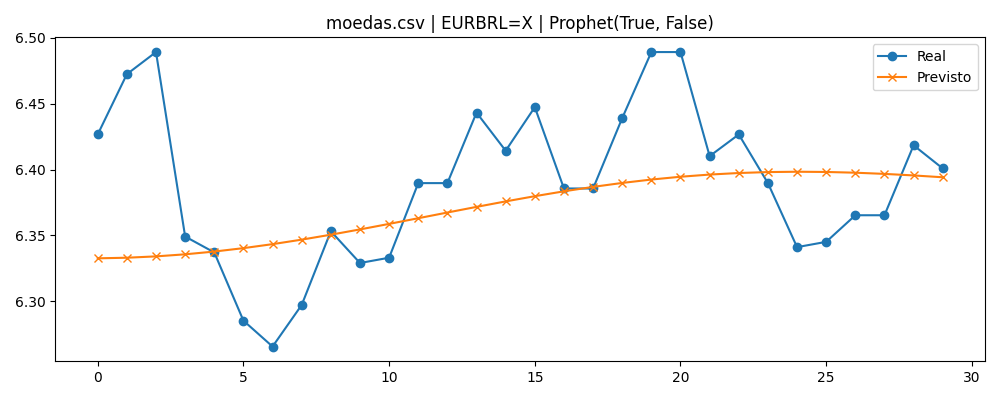 moedas.csv | EURBRL=X | Prophet(True, False)
Real
Previsto
6.50
6.45
6.40
6.35
6.30
0 5 10 15 20 25 30